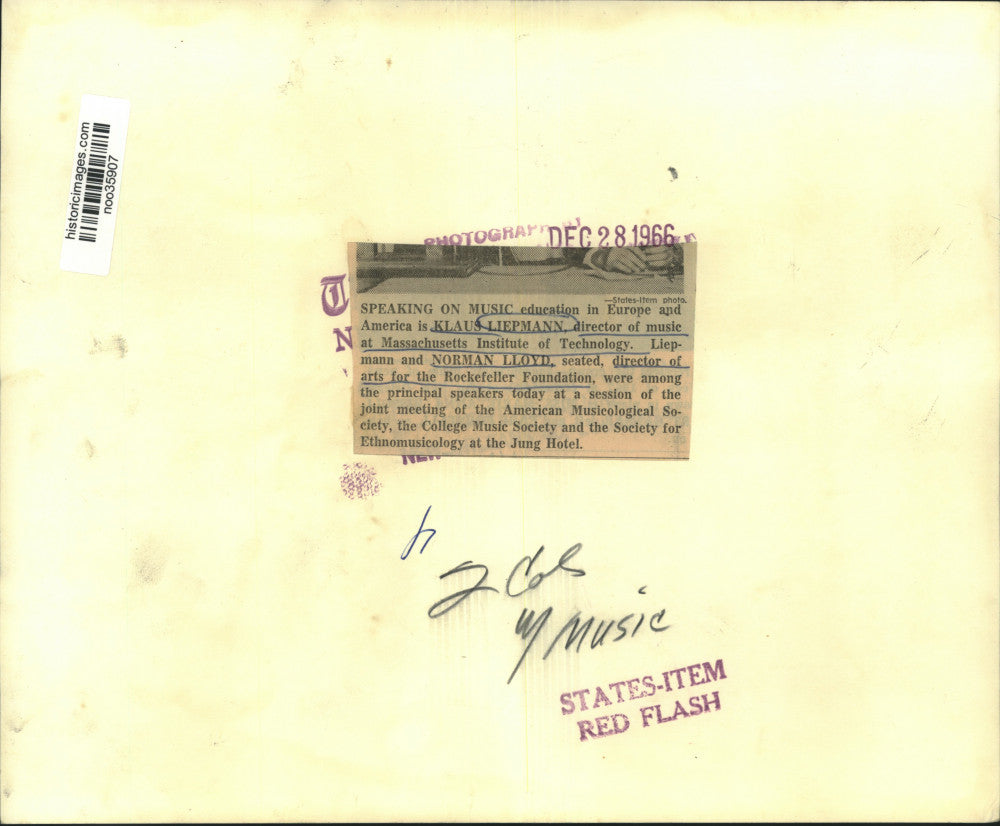 historicimages.com
noo35907
PHOTOGRAPH BY
DEC 28 1966
—States-Item photo.
SPEAKING ON MUSIC education in Europe and
America is KLAUS LIEPMANN, director of music
at Massachusetts Institute of Technology. Liep-
mann and NORMAN LLOYD, seated, director of
arts for the Rockefeller Foundation, were among
the principal speakers today at a session of the
joint meeting of the American Musicological So-
ciety, the College Music Society and the Society for
Ethnomusicology at the Jung Hotel.
2 Cols
w/ Music
STATES-ITEM
RED FLASH